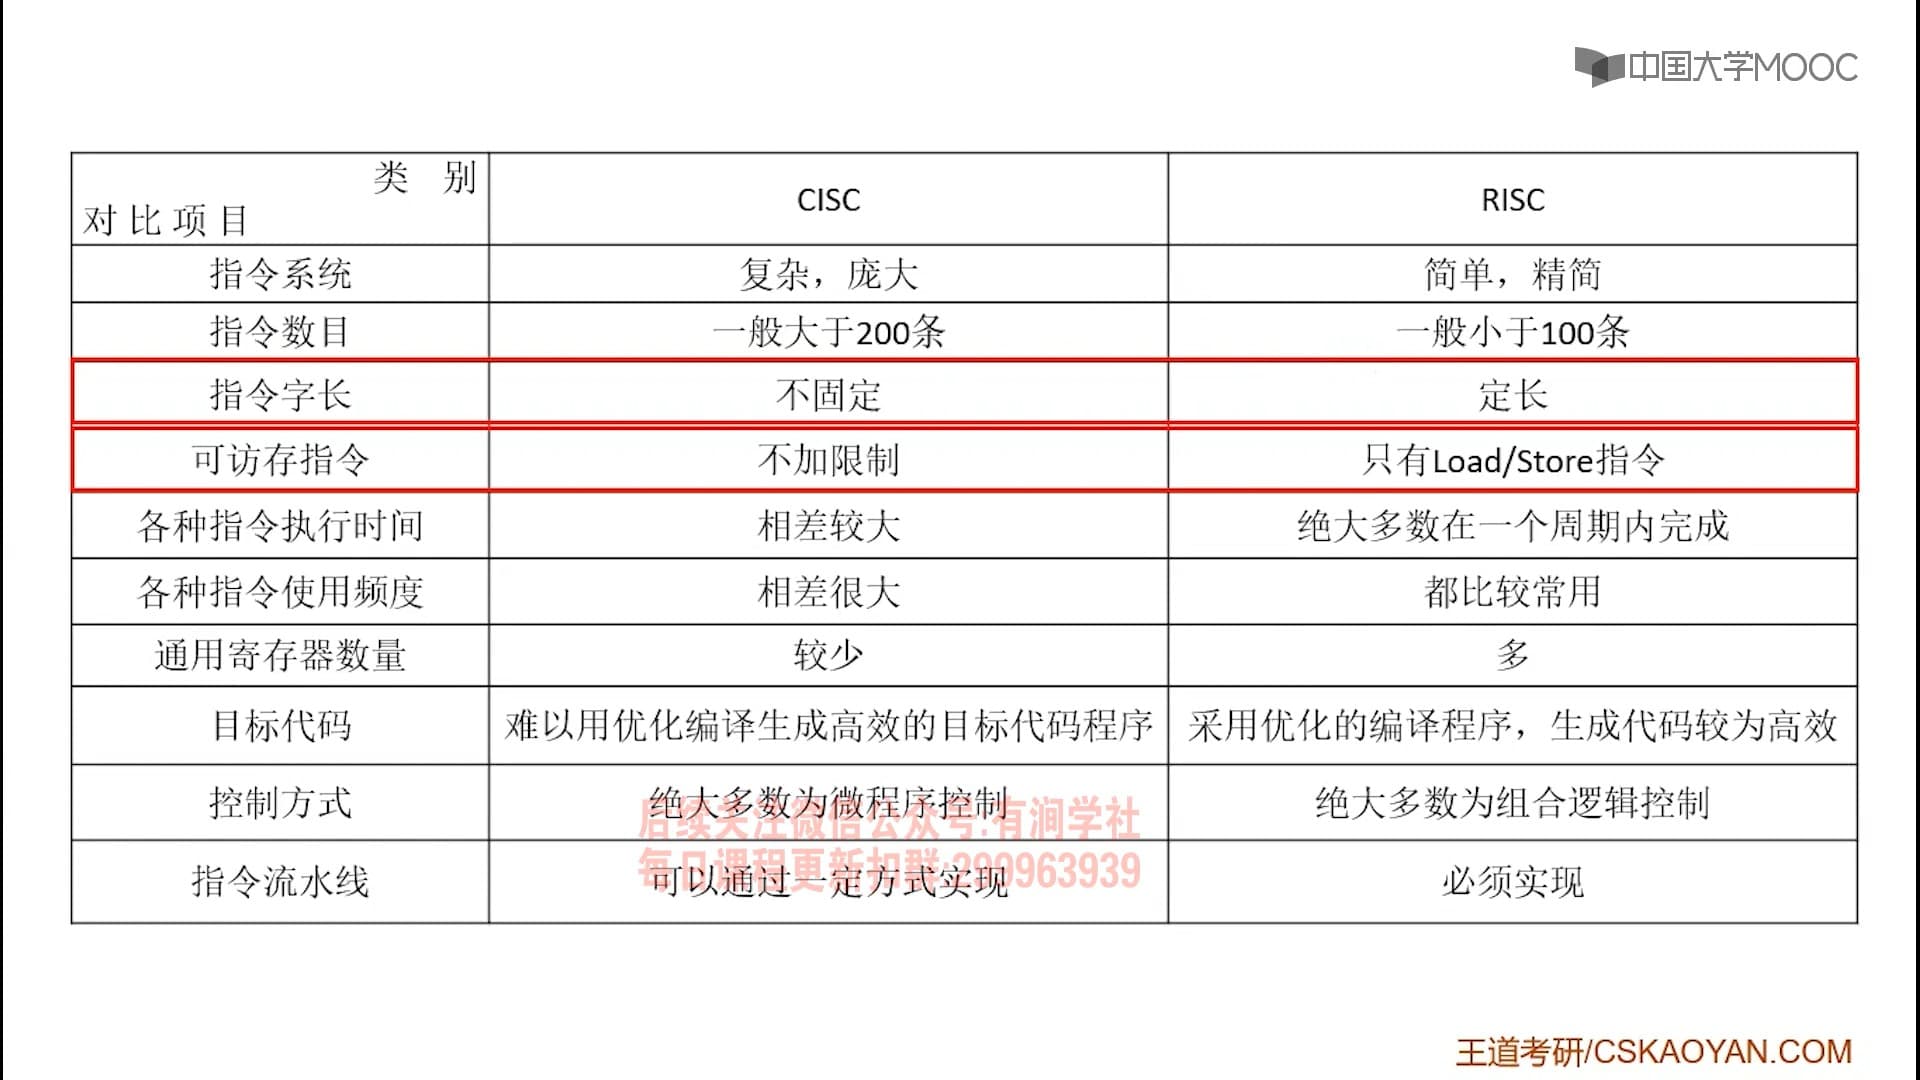 中国大学MOOC
类 别
对 比 项 目
CISC
RISC
指令系统
复杂，庞大
简单，精简
指令数目
一般大于200条
一般小于100条
指令字长
不固定
定长
可访存指令
不加限制
只有Load/Store指令
各种指令执行时间
相差较大
绝大多数在一个周期内完成
各种指令使用频度
相差很大
都比较常用
通用寄存器数量
较少
多
目标代码
难以用优化编译生成高效的目标代码程序
采用优化的编译程序，生成代码较为高效
控制方式
绝大多数为微程序控制
绝大多数为组合逻辑控制
后续关注微信公众号:有涧学社
每日课程更新扣群:290963939
指令流水线
可以通过一定方式实现
必须实现
王道考研/CSKAOYAN.COM